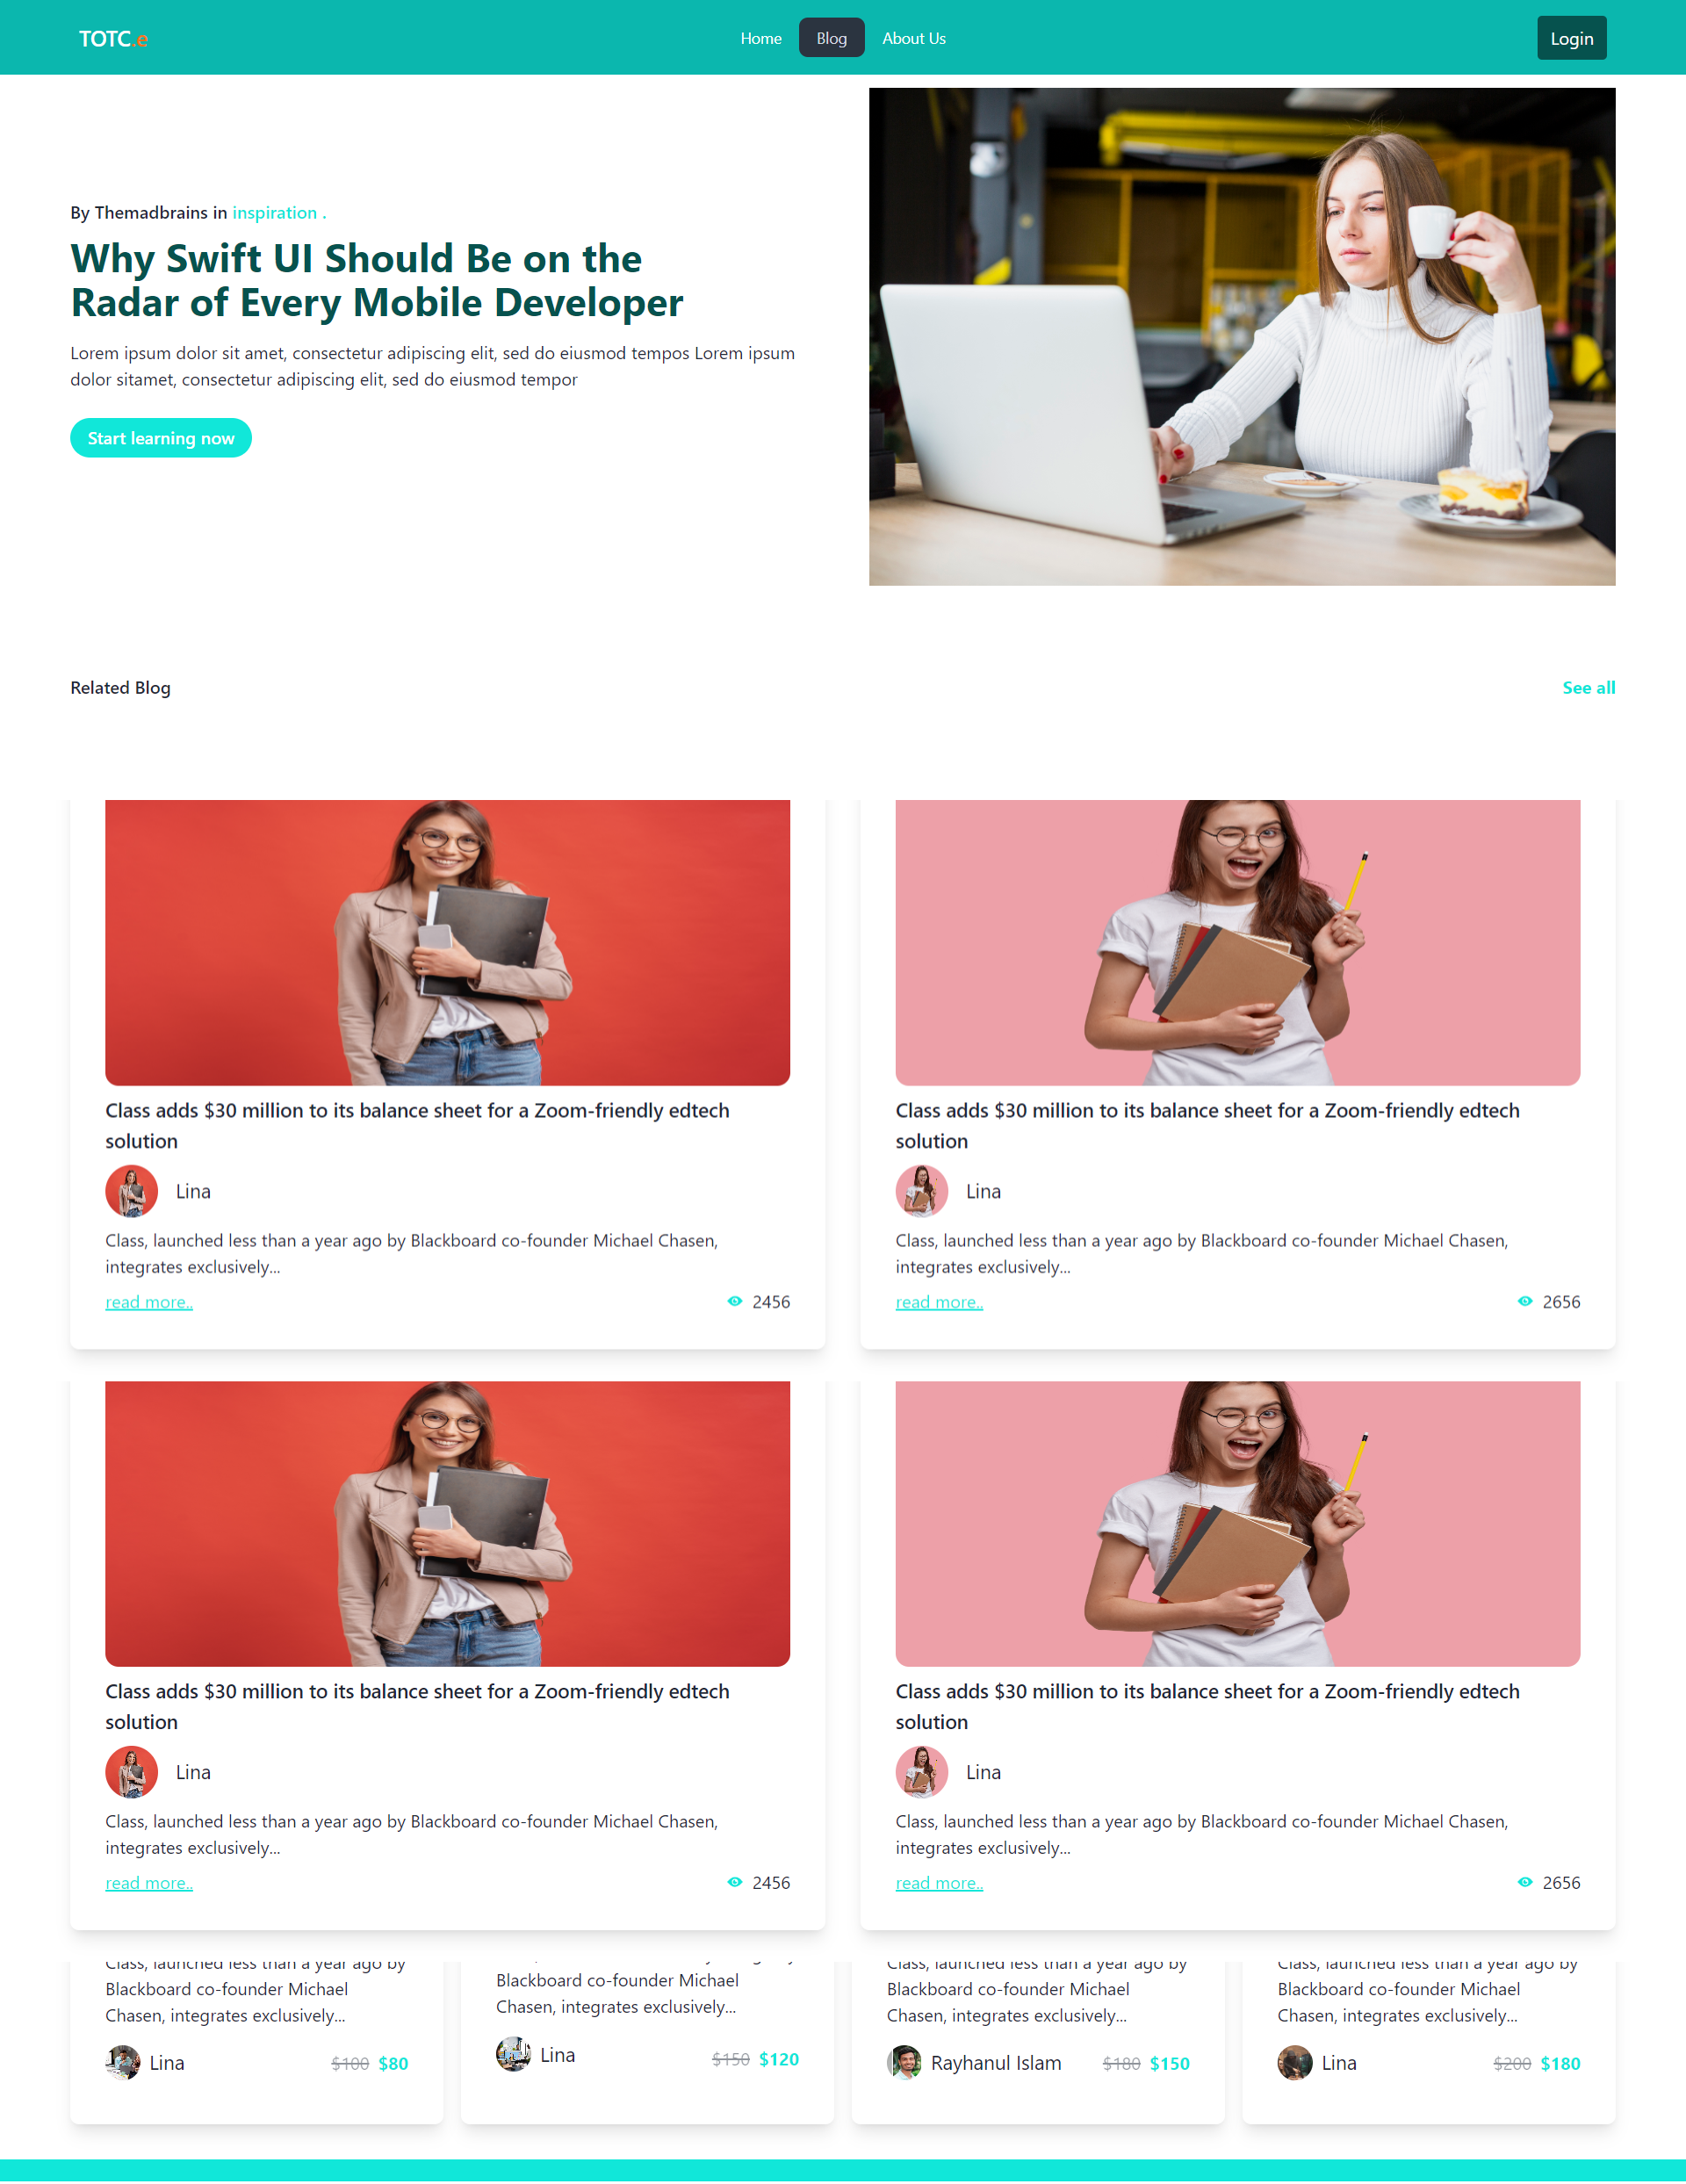 TOTC.e
Home
Blog
About Us
Login
By Themadbrains in inspiration .
Why Swift UI Should Be on the
Radar of Every Mobile Developer
Lorem ipsum dolor sit amet, consectetur adipiscing elit, sed do eiusmod tempos Lorem ipsum
dolor sitamet, consectetur adipiscing elit, sed do eiusmod tempor
Start learning now
Related Blog
See all
Class adds $30 million to its balance sheet for a Zoom-friendly edtech
solution
Lina
Class, launched less than a year ago by Blackboard co-founder Michael Chasen,
integrates exclusively...
read more..
2456
Class adds $30 million to its balance sheet for a Zoom-friendly edtech
solution
Lina
Class, launched less than a year ago by Blackboard co-founder Michael Chasen,
integrates exclusively...
read more..
2656
Class adds $30 million to its balance sheet for a Zoom-friendly edtech
solution
Lina
Class, launched less than a year ago by Blackboard co-founder Michael Chasen,
integrates exclusively...
read more..
2456
Class adds $30 million to its balance sheet for a Zoom-friendly edtech
solution
Lina
Class, launched less than a year ago by Blackboard co-founder Michael Chasen,
integrates exclusively...
read more..
2656
Class, launched less than a year ago by
Blackboard co-founder Michael
Chasen, integrates exclusively...
Lina
$100 $80
Blackboard co-founder Michael
Chasen, integrates exclusively...
Lina
$150 $120
Class, launched less than a year ago by
Blackboard co-founder Michael
Chasen, integrates exclusively...
Rayhanul Islam
$180 $150
Class, launched less than a year ago by
Blackboard co-founder Michael
Chasen, integrates exclusively...
Lina
$200 $180